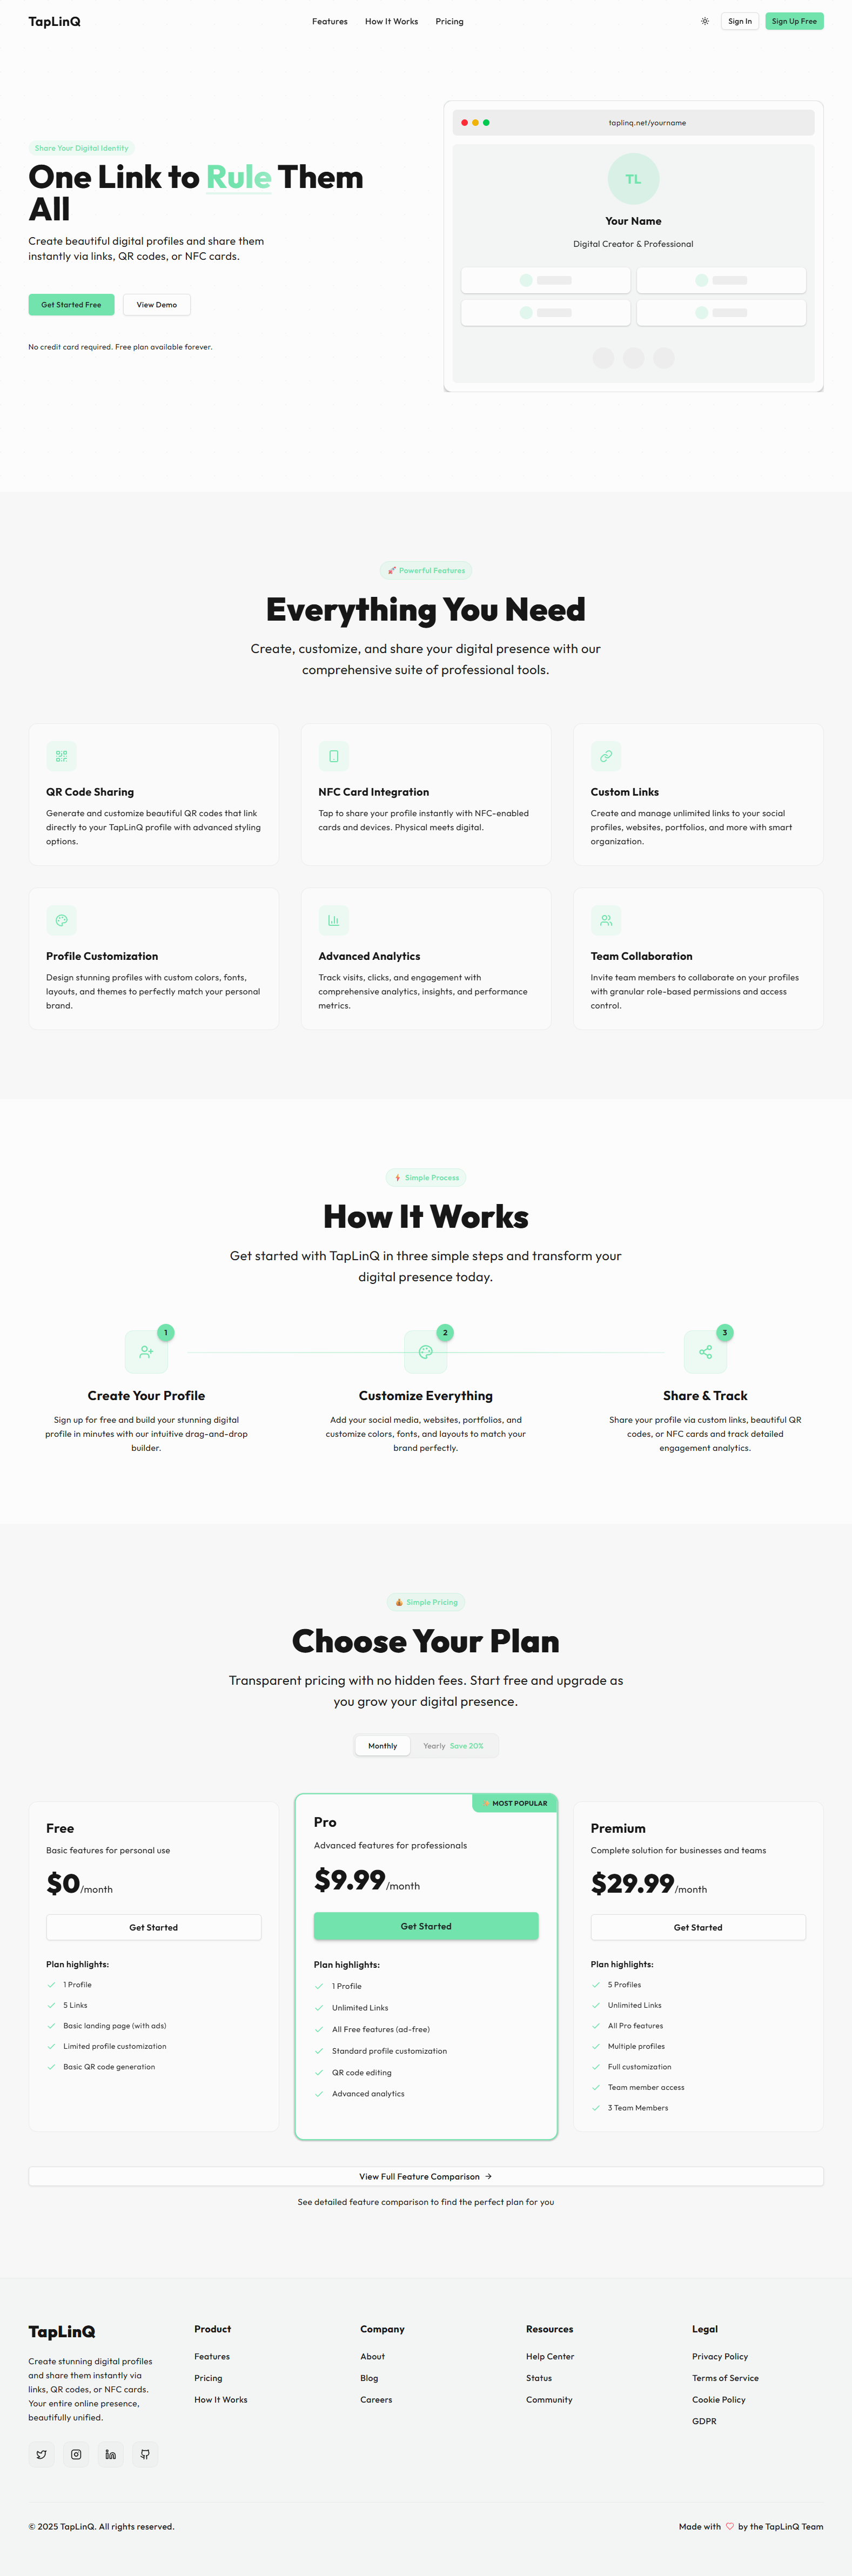 TapLinQ
Features
How It Works
Pricing
Sign In
Sign Up Free
Share Your Digital Identity
One Link to Rule Them
All
Create beautiful digital profiles and share them
instantly via links, QR codes, or NFC cards.
Get Started Free
View Demo
No credit card required. Free plan available forever.
taplinq.net/yourname
TL
Your Name
Digital Creator & Professional
🚀 Powerful Features
Everything You Need
Create, customize, and share your digital presence with our
comprehensive suite of professional tools.
QR Code Sharing
Generate and customize beautiful QR codes that link
directly to your TapLinQ profile with advanced styling
options.
NFC Card Integration
Tap to share your profile instantly with NFC-enabled
cards and devices. Physical meets digital.
Custom Links
Create and manage unlimited links to your social
profiles, websites, portfolios, and more with smart
organization.
Profile Customization
Design stunning profiles with custom colors, fonts,
layouts, and themes to perfectly match your personal
brand.
Advanced Analytics
Track visits, clicks, and engagement with
comprehensive analytics, insights, and performance
metrics.
Team Collaboration
Invite team members to collaborate on your profiles
with granular role-based permissions and access
control.
⚡ Simple Process
How It Works
Get started with TapLinQ in three simple steps and transform your
digital presence today.
1
Create Your Profile
Sign up for free and build your stunning digital
profile in minutes with our intuitive drag-and-drop
builder.
2
Customize Everything
Add your social media, websites, portfolios, and
customize colors, fonts, and layouts to match your
brand perfectly.
3
Share & Track
Share your profile via custom links, beautiful QR
codes, or NFC cards and track detailed
engagement analytics.
💰 Simple Pricing
Choose Your Plan
Transparent pricing with no hidden fees. Start free and upgrade as
you grow your digital presence.
Monthly
Yearly Save 20%
Free
Basic features for personal use
$0/month
Get Started
Plan highlights:
1 Profile
5 Links
Basic landing page (with ads)
Limited profile customization
Basic QR code generation
MOST POPULAR
Pro
Advanced features for professionals
$9.99/month
Get Started
Plan highlights:
1 Profile
Unlimited Links
All Free features (ad-free)
Standard profile customization
QR code editing
Advanced analytics
Premium
Complete solution for businesses and teams
$29.99/month
Get Started
Plan highlights:
5 Profiles
Unlimited Links
All Pro features
Multiple profiles
Full customization
Team member access
3 Team Members
View Full Feature Comparison →
See detailed feature comparison to find the perfect plan for you
TapLinQ
Create stunning digital profiles
and share them instantly via
links, QR codes, or NFC cards.
Your entire online presence,
beautifully unified.
Product
Features
Pricing
How It Works
Company
About
Blog
Careers
Resources
Help Center
Status
Community
Legal
Privacy Policy
Terms of Service
Cookie Policy
GDPR
© 2025 TapLinQ. All rights reserved.
Made with ♡ by the TapLinQ Team